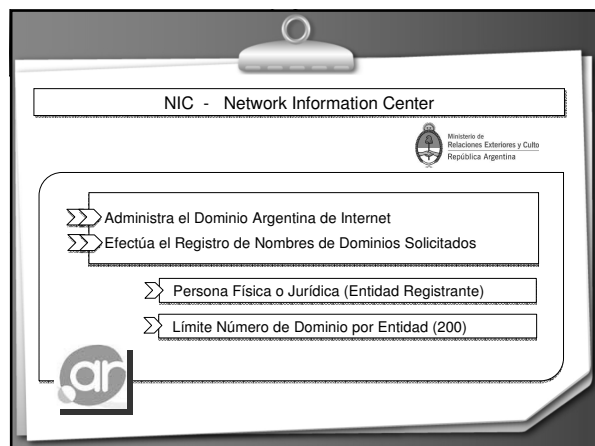 NIC - Network Information Center
Ministerio de
Relaciones Exteriores y Culto
República Argentina
Administra el Dominio Argentina de Internet
Efectúa el Registro de Nombres de Dominios Solicitados
Persona Física o Jurídica (Entidad Registrante)
Límite Número de Dominio por Entidad (200)
.ar